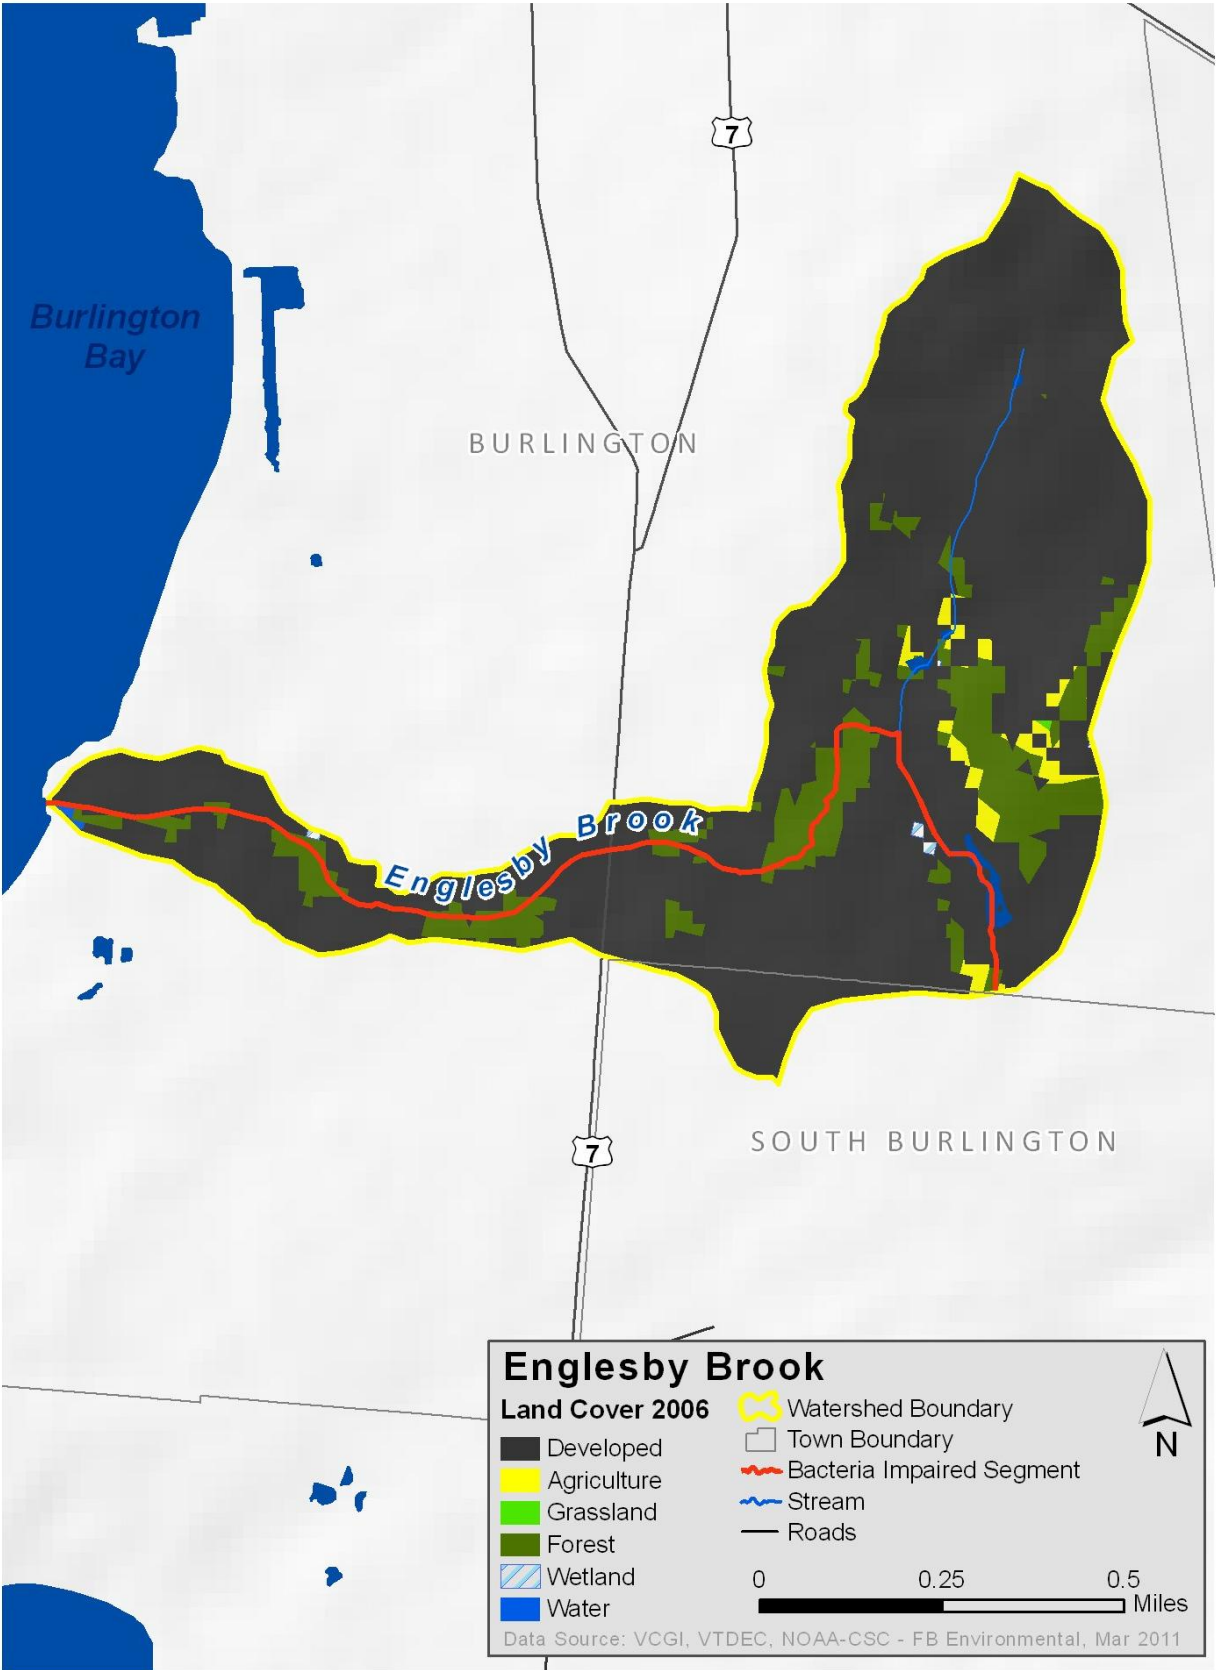 7
Burlington
Bay
BURLINGTON
Englesby Brook
7
SOUTH BURLINGTON
Englesby Brook
Land Cover 2006
Developed
Agriculture
Grassland
Forest
Wetland
Water
Watershed Boundary
Town Boundary
Bacteria Impaired Segment
Stream
Roads
N
0 0.25 0.5
Miles
Data Source: VCGI, VTDEC, NOAA-CSC - FB Environmental, Mar 2011